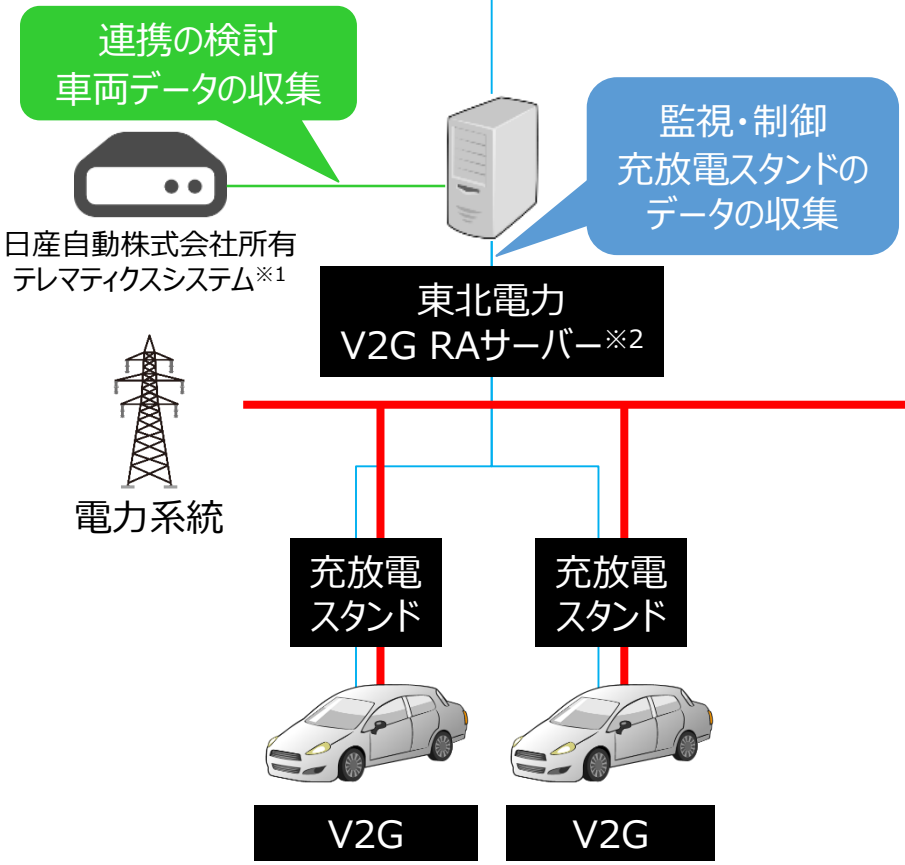 連携の検討
車両データの収集
監視・制御
充放電スタンドの
データの収集
日産自動株式会社所有
テレマティクスシステム※1
東北電力
V2G RAサーバー※2
電力系統
充放電
スタンド
充放電
スタンド
V2G
V2G